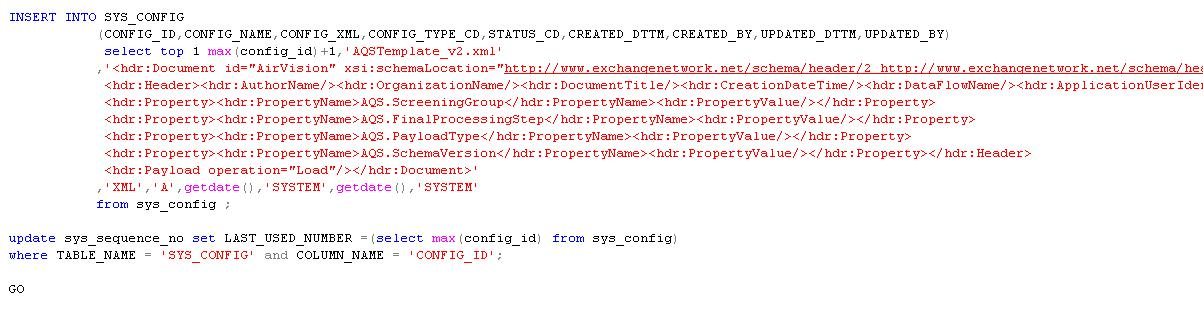 INSERT INTO SYS_CONFIG
(CONFIG_ID,CONFIG_NAME,CONFIG_XML,CONFIG_TYPE_CD,STATUS_CD,CREATED_DTTM,CREATED_BY,UPDATED_DTTM,UPDATED_BY)
select top 1 max(config_id)+1,'AQSTemplate_v2.xml'
,'<hdr:Document id="AirVision" xsi:schemaLocation="http://www.exchangenetwork.net/schema/header/2 http://www.exchangenetwork.net/schema/hea
<hdr:Header><hdr:AuthorName/><hdr:OrganizationName/><hdr:DocumentTitle/><hdr:CreationDateTime/><hdr:DataFlowName/><hdr:ApplicationUserIden
<hdr:Property><hdr:PropertyName>AQS.ScreeningGroup</hdr:PropertyName><hdr:PropertyValue/></hdr:Property>
<hdr:Property><hdr:PropertyName>AQS.FinalProcessingStep</hdr:PropertyName><hdr:PropertyValue/></hdr:Property>
<hdr:Property><hdr:PropertyName>AQS.PayloadType</hdr:PropertyName><hdr:PropertyValue/></hdr:Property>
<hdr:Property><hdr:PropertyName>AQS.SchemaVersion</hdr:PropertyName><hdr:PropertyValue/></hdr:Property></hdr:Header>
<hdr:Payload operation="Load"/></hdr:Document>'
,'XML','A',getdate(),'SYSTEM',getdate(),'SYSTEM'
from sys_config ;
update sys_sequence_no set LAST_USED_NUMBER =(select max(config_id) from sys_config)
where TABLE_NAME = 'SYS_CONFIG' and COLUMN_NAME = 'CONFIG_ID';
GO